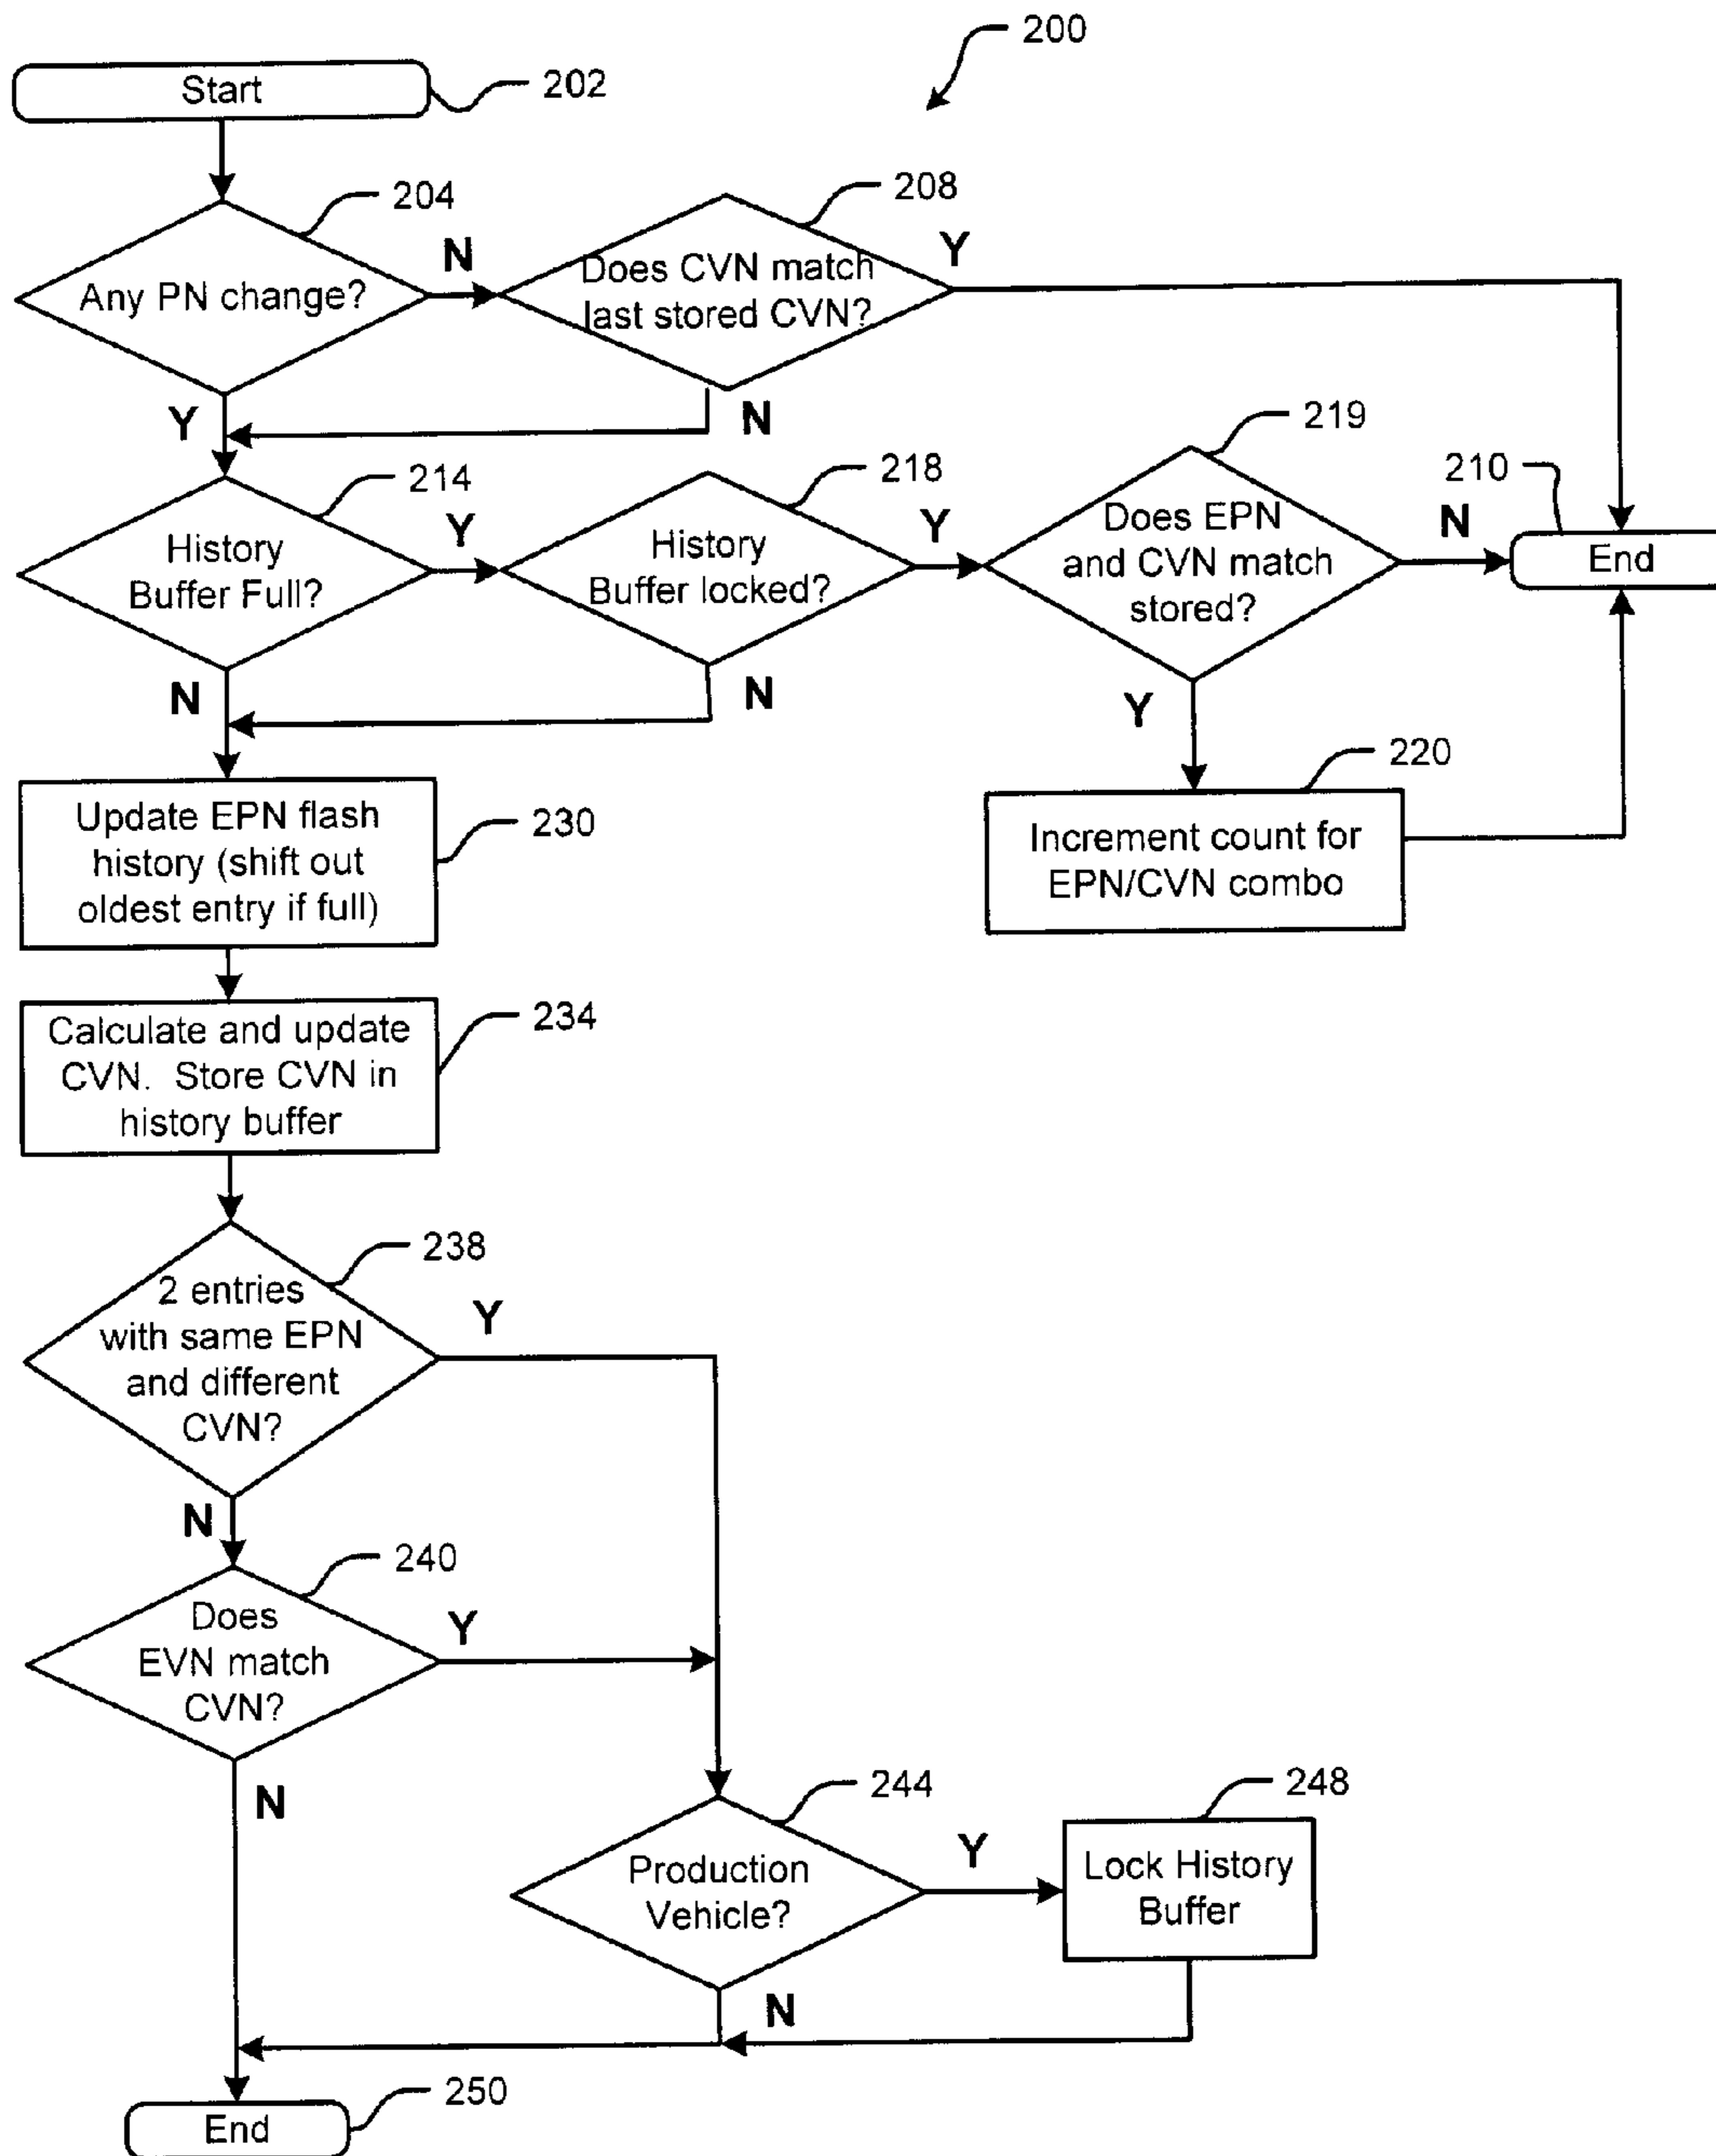 200
Start
202
204
208
Any PN change?
N
Does CVN match
last stored CVN?
Y
Y
N
214
218
219
210
History
Buffer Full?
Y
History
Buffer locked?
Y
Does EPN
and CVN match
stored?
N
End
N
N
Y
220
Update EPN flash
history (shift out
oldest entry if full)
230
Increment count for
EPN/CVN combo
Calculate and update
CVN. Store CVN in
history buffer
234
238
2 entries
with same EPN
and different
CVN?
Y
N
240
Does
EVN match
CVN?
Y
N
244
248
Production
Vehicle?
Y
Lock History
Buffer
N
End
250